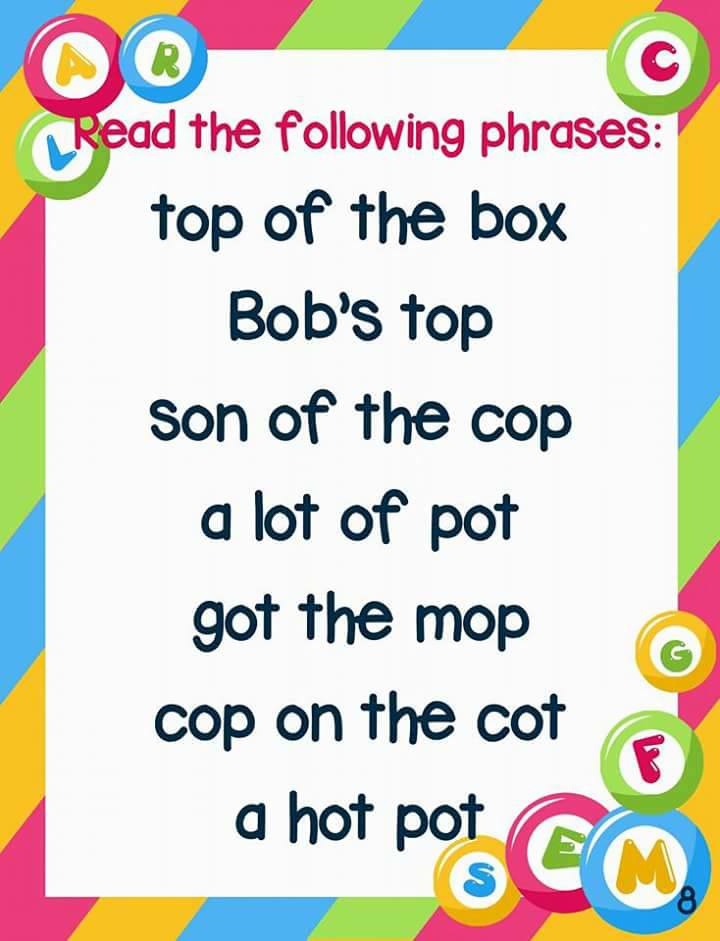 A R C
L
Read the following phrases:
top of the box
Bob's top
son of the cop
a lot of pot
got the mop
cop on the cot
a hot pot
G
F
S E M
8